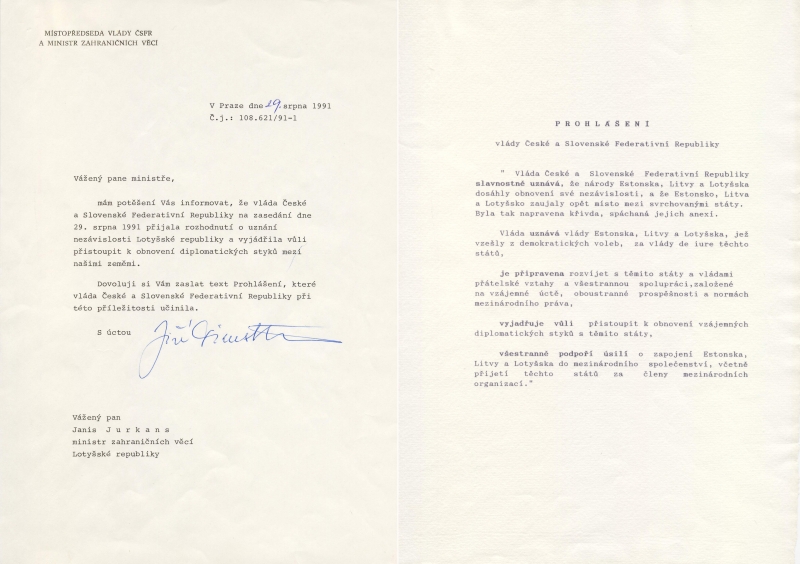 MÍSTOPŘEDSEDA VLÁDY ČSFR
A MINISTR ZAHRANIČNÍCH VĚCÍ
V Praze dne 29. srpna 1991
Č.j.: 108.621/91-1
Vážený pane ministře,
mám potěšení Vás informovat, že vláda České
a Slovenské Federativní Republiky na zasedání dne
29. srpna 1991 přijala rozhodnutí o uznání
nezávislosti Lotyšské republiky a vyjádřila vůli
přistoupit k obnovení diplomatických styků mezi
našimi zeměmi.
Dovoluji si Vám zaslat text Prohlášení, které
vláda České a Slovenské Federativní Republiky při
této příležitosti učinila.
S úctou
Jiří
Vážený pan
Janis J u r k a n s
ministr zahraničních věcí
Lotyšské republiky
P R O H L Á Š E N Í
vlády České a Slovenské Federativní Republiky
" Vláda České a Slovenské Federativní Republiky
slavnostně uznává, že národy Estonska, Litvy a Lotyšska
dosáhly obnovení své nezávislosti, a že Estonsko, Litva
a Lotyšsko zaujaly opět místo mezi svrchovanými státy.
Byla tak napravena křivda, spáchaná jejich anexí.
Vláda uznává vlády Estonska, Litvy a Lotyšska, jež
vzešly z demokratických voleb, za vlády de iure těchto
států,
je připravena rozvíjet s těmito státy a vládami
přátelské vztahy a všestrannou spolupráci,založené
na vzájemné úctě, oboustranné prospěšnosti a normách
mezinárodního práva,
vyjadřuje vůli přistoupit k obnovení vzájemných
diplomatických styků s těmito státy,
všestranně podpoří úsilí o zapojení Estonska,
Litvy a Lotyšska do mezinárodního společenství, včetně
přijetí těchto států za členy mezinárodních
organizací."